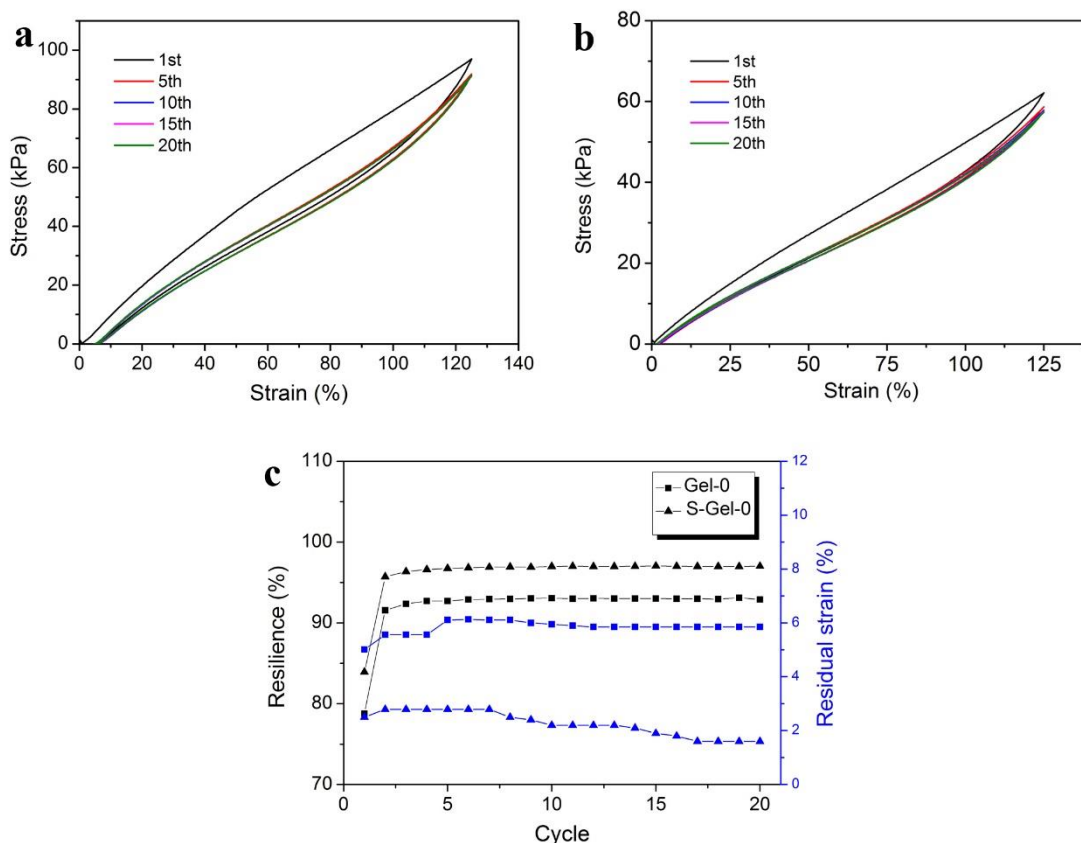 a
100
80
60
40
20
0
Stress (kPa)
1st
5th
10th
15th
20th
0 20 40 60 80 100 120 140
Strain (%)
b
80
60
40
20
0
Stress (kPa)
1st
5th
10th
15th
20th
0 25 50 75 100 125
Strain (%)
c
110
100
90
80
70
Resilience (%)
Gel-0
S-Gel-0
12
10
8
6
4
2
0
Residual strain (%)
0 5 10 15 20
Cycle